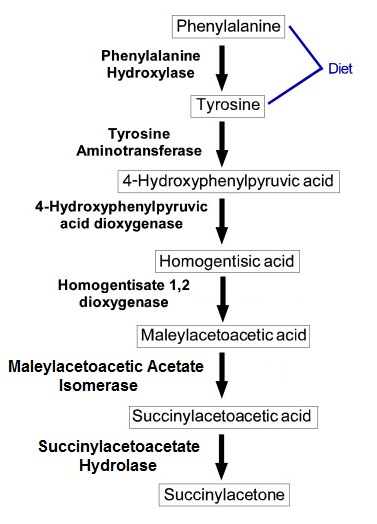 Phenylalanine
Phenylalanine
Hydroxylase
Diet
Tyrosine
Tyrosine
Aminotransferase
4-Hydroxyphenylpyruvic acid
4-Hydroxyphenylpyruvic
acid dioxygenase
Homogentisic acid
Homogentisate 1,2
dioxygenase
Maleylacetoacetic acid
Maleylacetoacetic Acetate
Isomerase
Succinylacetoacetic acid
Succinylacetoacetate
Hydrolase
Succinylacetone